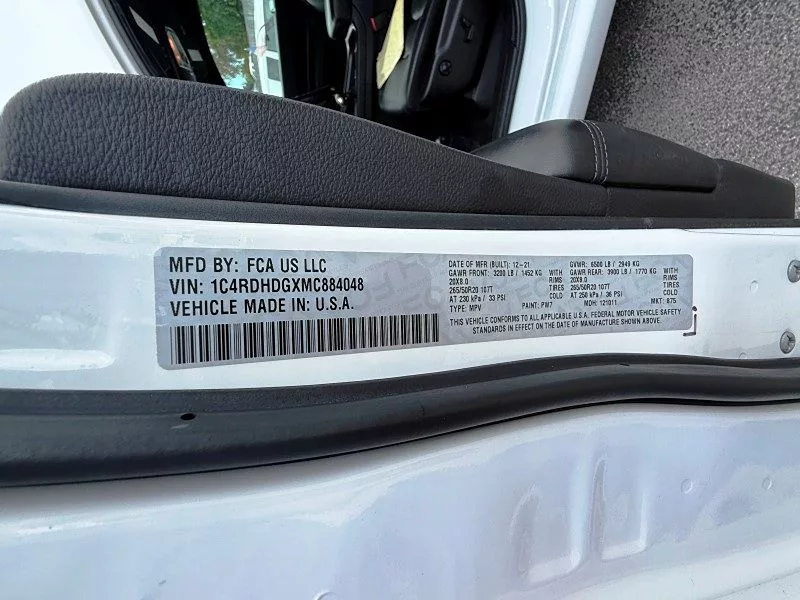 MFD BY: FCA US LLC
VIN: 1C4RDHDGXMC884048
VEHICLE MADE IN: U.S.A.
DATE OF MFR (BUILT): 12-21 GVWR: 6500 LB / 2949 KG
GAWR FRONT: 3200 LB / 1452 KG WITH GAWR REAR: 3900 LB / 1770 KG WITH
20X8.0 RIMS 20X8.0 RIMS
265/50R20 107T TIRES 265/50R20 107T TIRES
AT 230 kPa / 33 PSI COLD AT 250 kPa / 36 PSI COLD
TYPE: MPV PAINT: PW7 MDH: 121011 MKT: 875
THIS VEHICLE CONFORMS TO ALL APPLICABLE U.S.A. FEDERAL MOTOR VEHICLE SAFETY
STANDARDS IN EFFECT ON THE DATE OF MANUFACTURE SHOWN ABOVE.